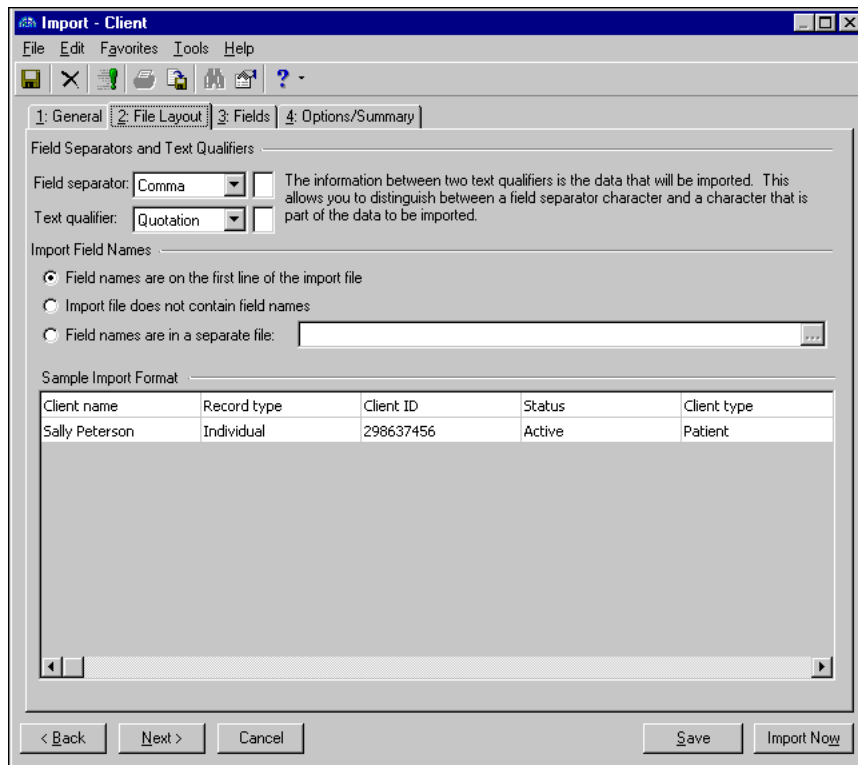 Import - Client
File Edit Favorites Tools Help
?
1: General 2: File Layout 3: Fields 4: Options/Summary
Field Separators and Text Qualifiers
Field separator: Comma
The information between two text qualifiers is the data that will be imported. This
allows you to distinguish between a field separator character and a character that is
Text qualifier: Quotation
part of the data to be imported.
Import Field Names
Field names are on the first line of the import file
Import file does not contain field names
Field names are in a separate file: ...
Sample Import Format
Client name Record type Client ID Status Client type
Sally Peterson Individual 298637456 Active Patient
< Back Next > Cancel Save Import Now